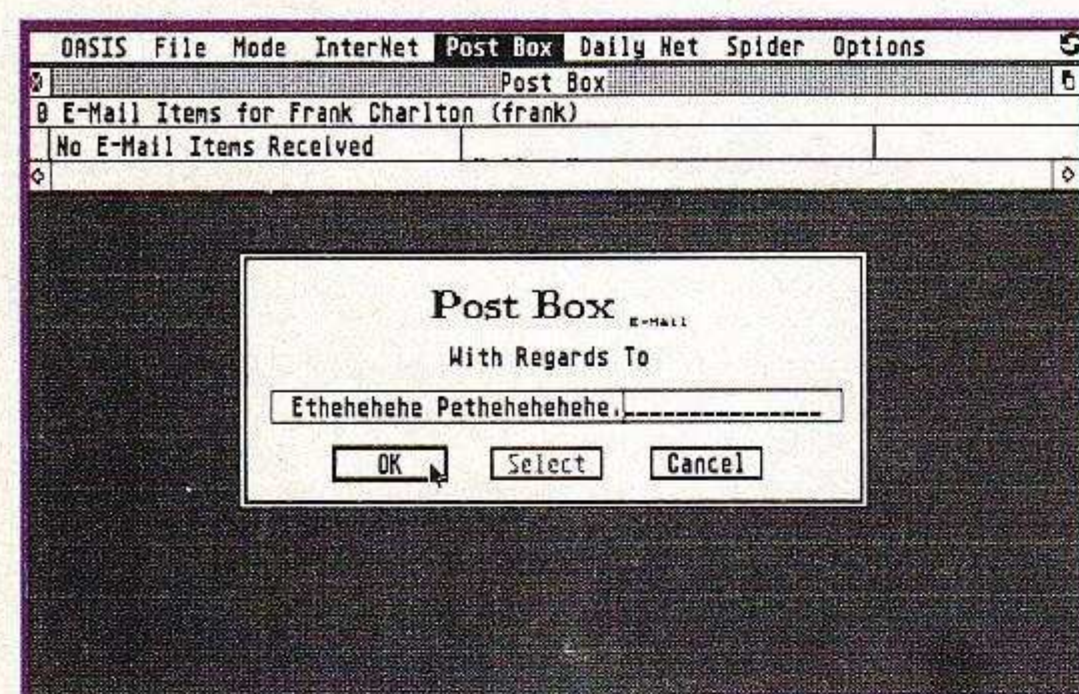 OASIS File Mode InterNet Post Box Daily Net Spider Options
Post Box
0 E-Mail Items for Frank Charlton (frank)
No E-Mail Items Received
Post Box E-MAIL
With Regards To
Ethehehehe Pethehehehehe.
OK Select Cancel